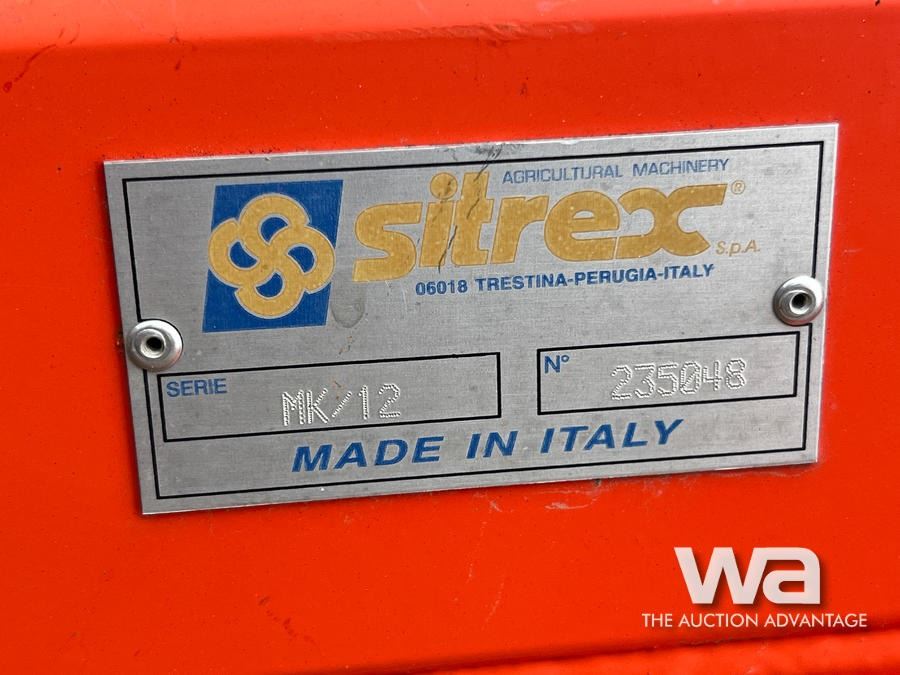 AGRICULTURAL MACHINERY
sitrex® S.p.A.
06018 TRESTINA-PERUGIA-ITALY
SERIE MK/12
N° 235048
MADE IN ITALY
wa
THE AUCTION ADVANTAGE